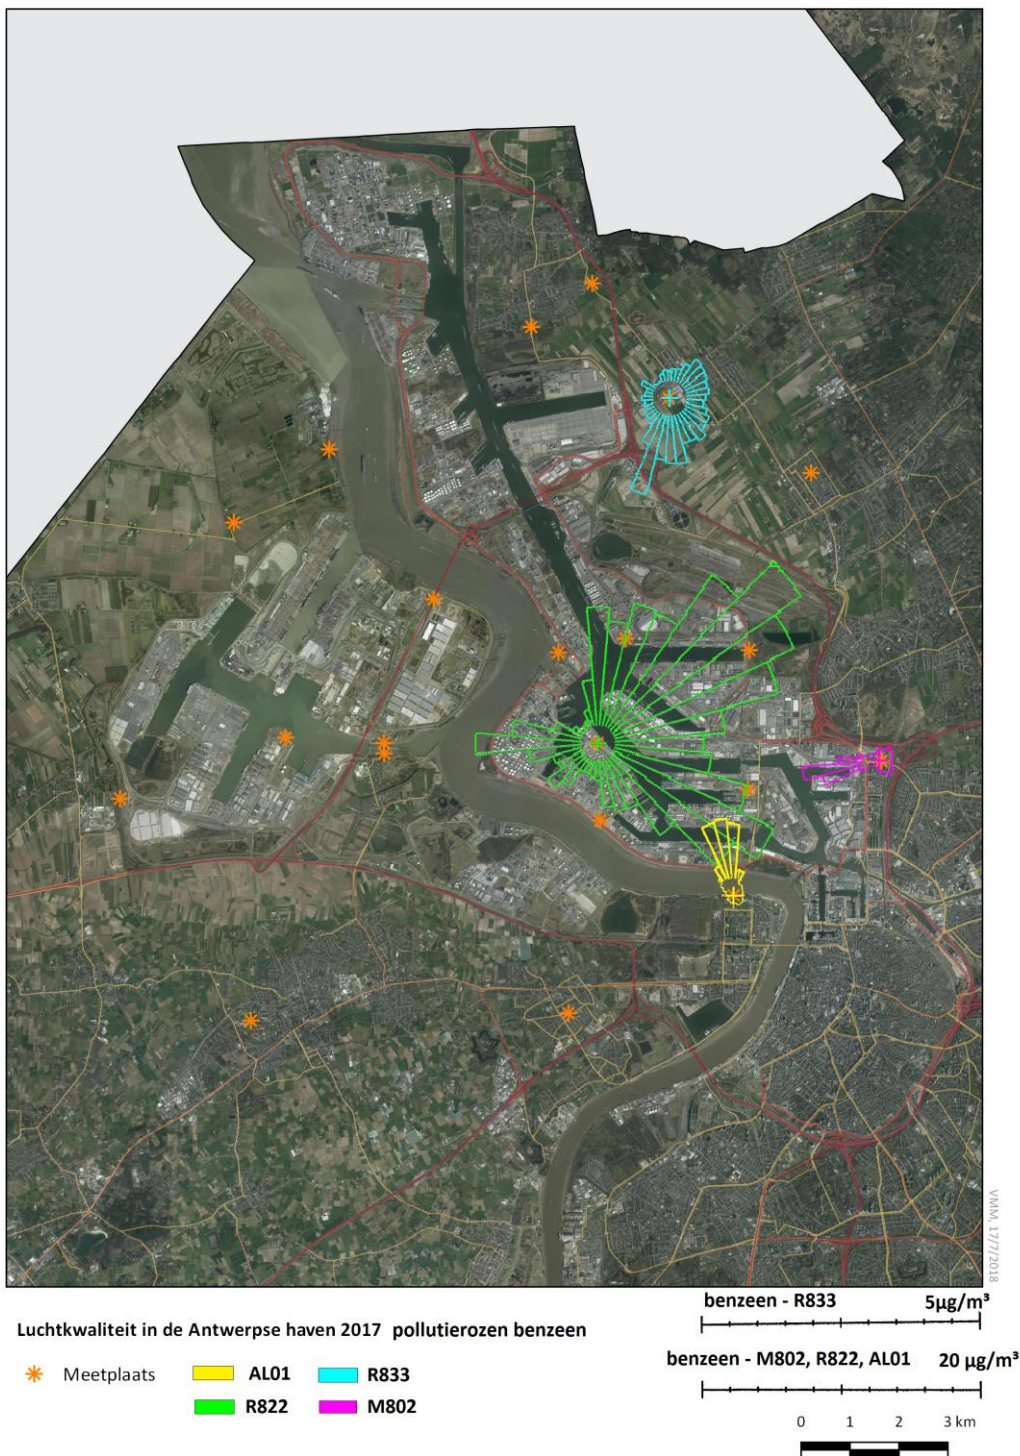 VMM, 17/7/2018
benzeen - R833 5µg/m³
Luchtkwaliteit in de Antwerpse haven 2017 pollutierozen benzeen
benzeen - M802, R822, AL01 20 µg/m³
Meetplaats
AL01
R833
R822
M802
0 1 2 3 km